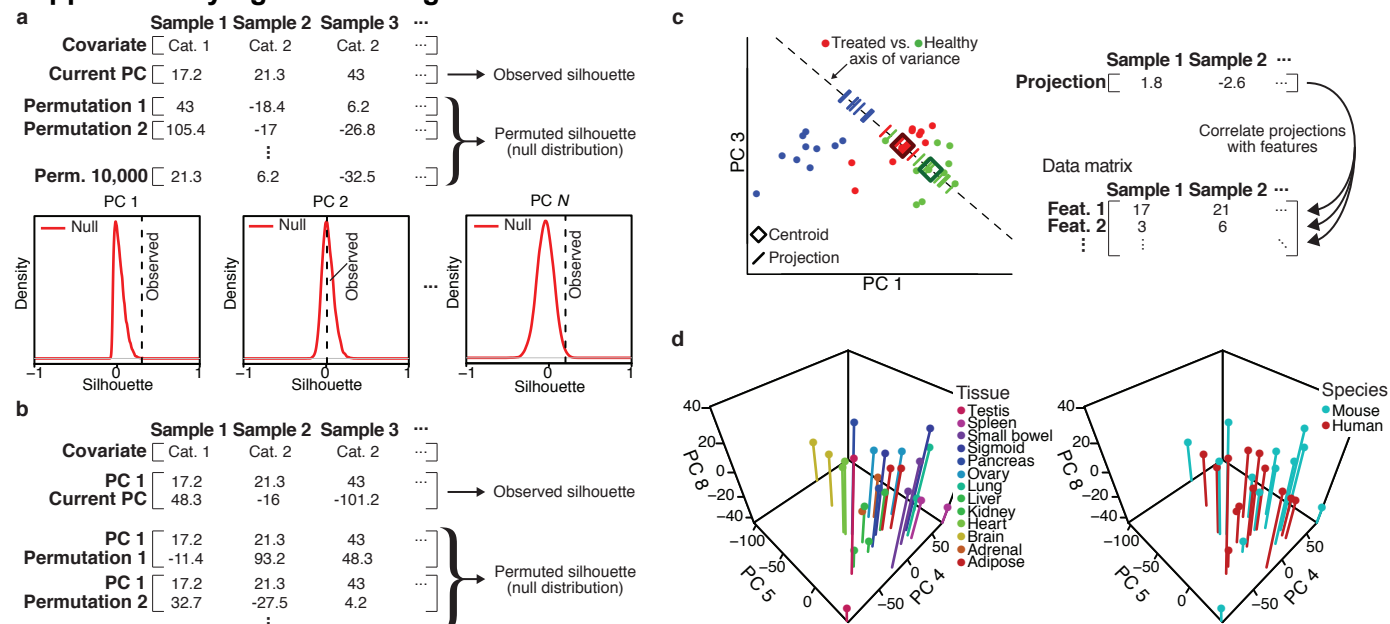 a
Sample 1 Sample 2 Sample 3 ...
Covariate Cat. 1 Cat. 2 Cat. 2 ...
Current PC 17.2 21.3 43 ... Observed silhouette
Permutation 1 43 -18.4 6.2 ...
Permutation 2 105.4 -17 -26.8 ...
Permuted silhouette
(null distribution)
⋮
Perm. 10,000 21.3 6.2 -32.5 ...
PC 1 PC 2 PC N
Null Null Null
Density Observed Density Observed ... Density Observed
−1 0 1 −1 0 1 −1 0 1
Silhouette Silhouette Silhouette
b
Sample 1 Sample 2 Sample 3 ...
Covariate Cat. 1 Cat. 2 Cat. 2 ...
PC 1 17.2 21.3 43 ...
Current PC 48.3 -16 -101.2
Observed silhouette
PC 1 17.2 21.3 43 ...
Permutation 1 -11.4 93.2 48.3
PC 1 17.2 21.3 43 ...
Permutation 2 32.7 -27.5 4.2
Permuted silhouette
(null distribution)
c
Treated vs. Healthy
axis of variance
PC 3
Centroid
Projection
PC 1
Sample 1 Sample 2 ...
Projection 1.8 -2.6 ...
Correlate projections
with features
Data matrix
Sample 1 Sample 2 ...
Feat. 1 17 21 ...
Feat. 2 3 6
⋮ ⋮ ⋱
d
40
20
0
−20
−40
PC 8
−100
−50
0
PC 5
50
0
−50
PC 4
Tissue
Testis
Spleen
Small bowel
Sigmoid
Pancreas
Ovary
Lung
Liver
Kidney
Heart
Brain
Adrenal
Adipose
40
20
0
−20
−40
PC 8
−100
−50
0
PC 5
50
0
−50
PC 4
Species
Mouse
Human